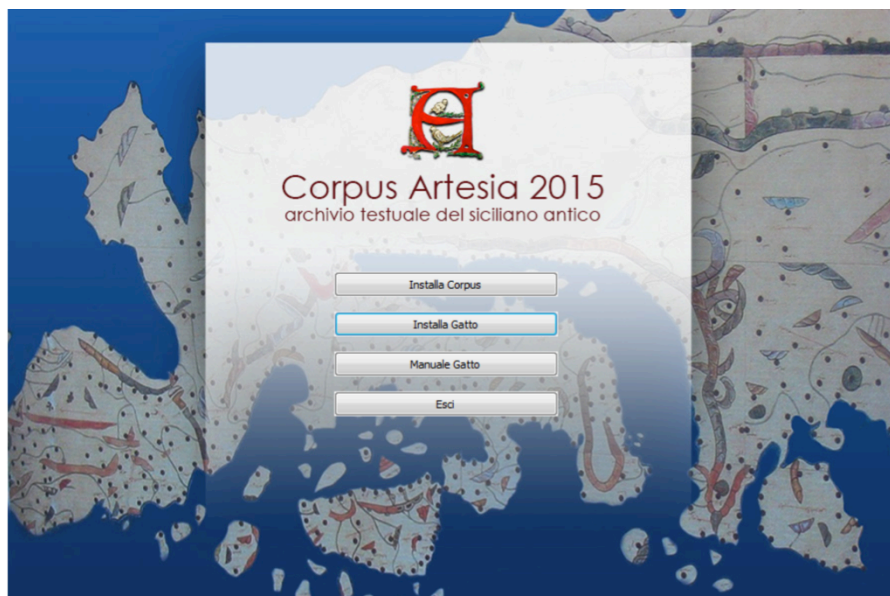 Corpus Artesia 2015
archivio testuale del siciliano antico
Installa Corpus
Installa Gatto
Manuale Gatto
Esci